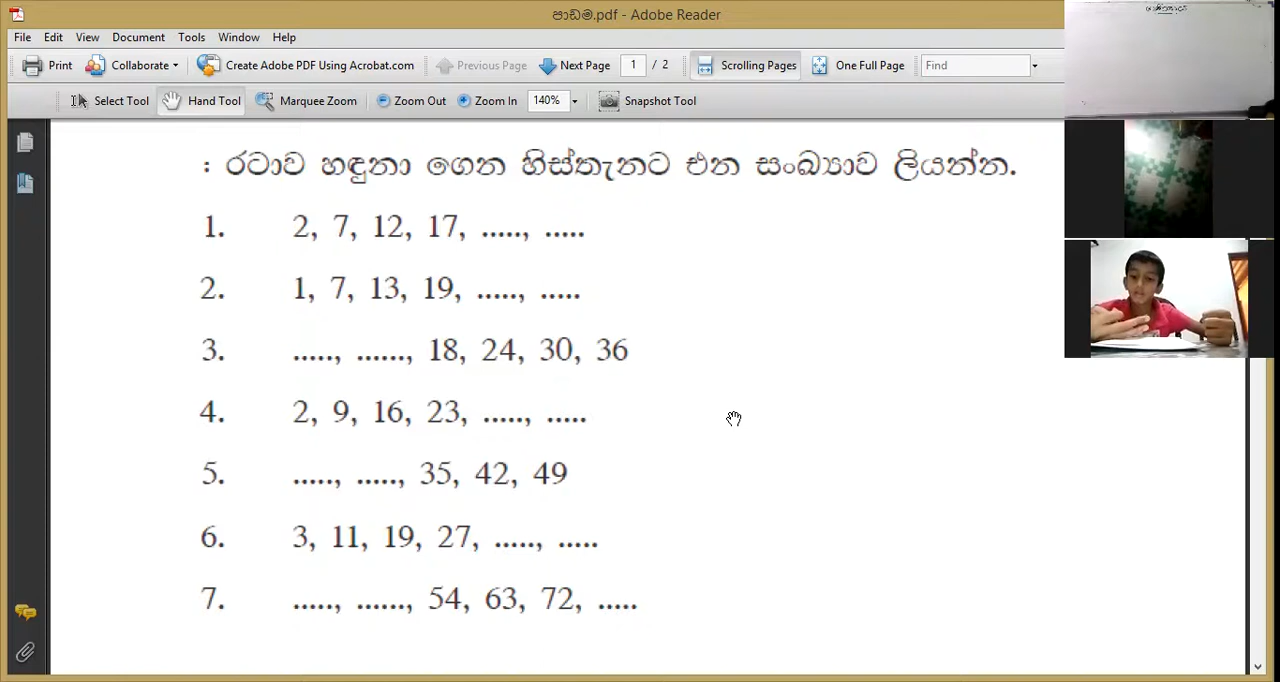 පාඩම.pdf - Adobe Reader
File Edit View Document Tools Window Help
Print Collaborate Create Adobe PDF Using Acrobat.com Previous Page Next Page 1 / 2 Scrolling Pages One Full Page Find
Select Tool Hand Tool Marquee Zoom Zoom Out Zoom In 140% Snapshot Tool
: රටාව හඳුනා ගෙන හිස්තැනට එන සංඛ්‍යාව ලියන්න.
1. 2, 7, 12, 17, ....., .....
2. 1, 7, 13, 19, ....., .....
3. ....., ......, 18, 24, 30, 36
4. 2, 9, 16, 23, ....., .....
5. ....., ....., 35, 42, 49
6. 3, 11, 19, 27, ....., .....
7. ....., ......, 54, 63, 72, .....